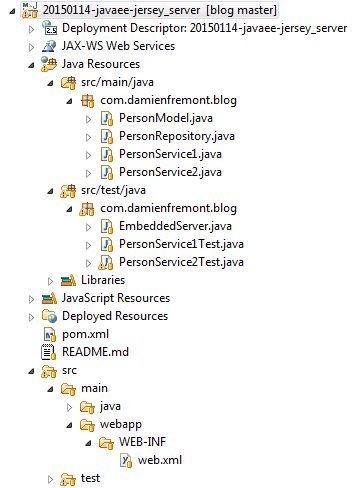 20150114-javaee-jersey_server [blog master]
Deployment Descriptor: 20150114-javaee-jersey_server
JAX-WS Web Services
Java Resources
src/main/java
com.damienfremont.blog
PersonModel.java
PersonRepository.java
PersonService1.java
PersonService2.java
src/test/java
com.damienfremont.blog
EmbeddedServer.java
PersonService1Test.java
PersonService2Test.java
Libraries
JavaScript Resources
Deployed Resources
pom.xml
README.md
src
main
java
webapp
WEB-INF
web.xml
test